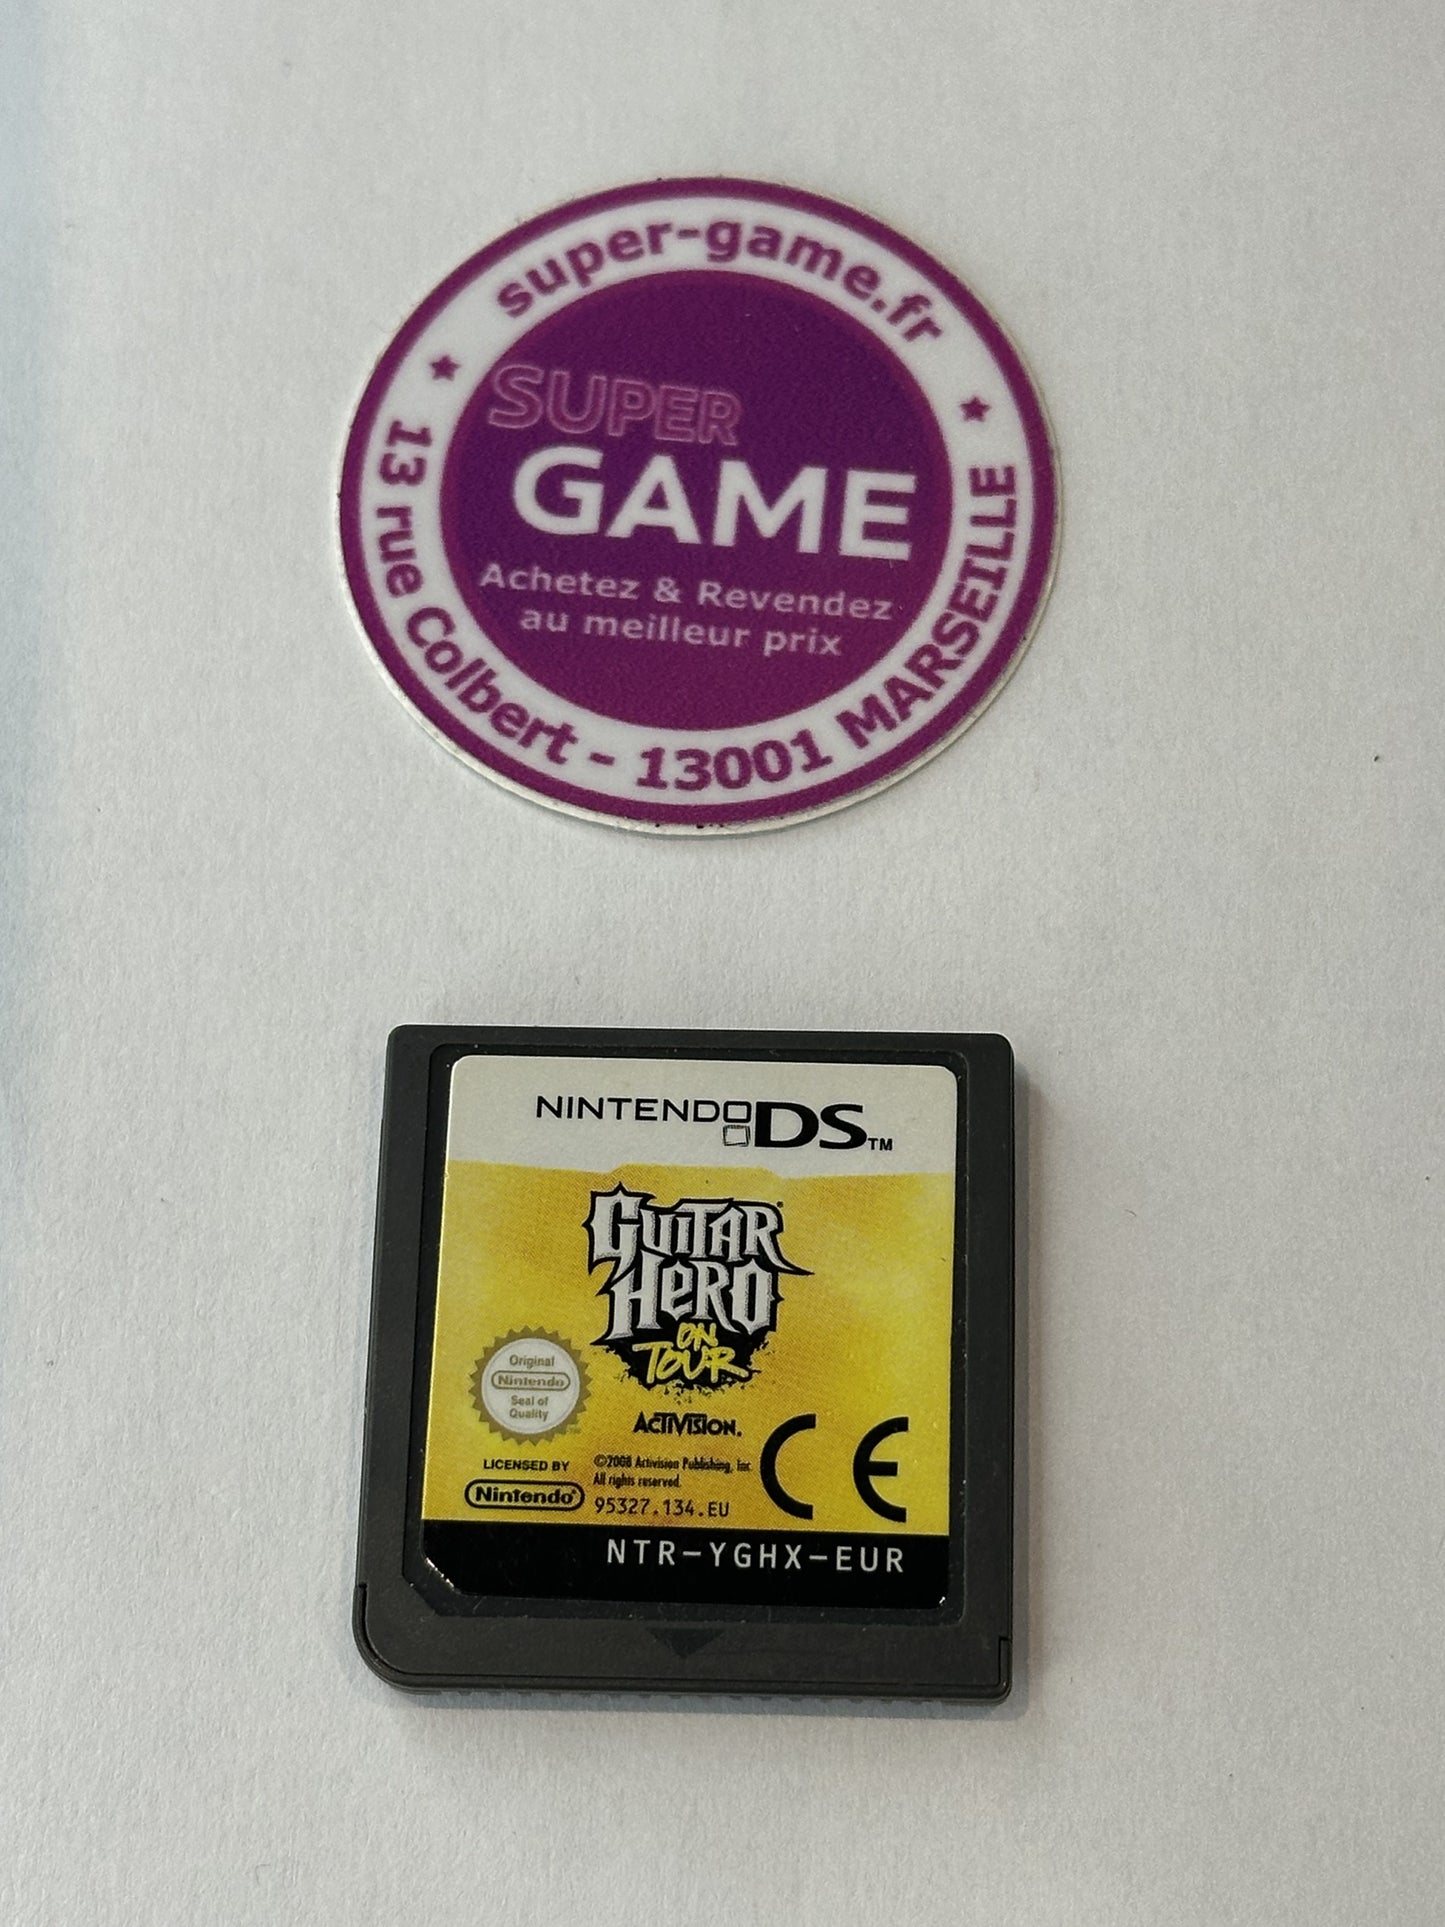 super-game.fr
SUPER
GAME
Achetez & Revendez
au meilleur prix
13 rue Colbert - 13001 MARSEILLE
NINTENDO DS™
GUITAR
HERO
ON
TOUR
Original
Nintendo
Seal of
Quality
ACTIVISION.
LICENSED BY
Nintendo
©2008 Activision Publishing, Inc
All rights reserved.
95327.134.EU
CE
NTR-YGHX-EUR